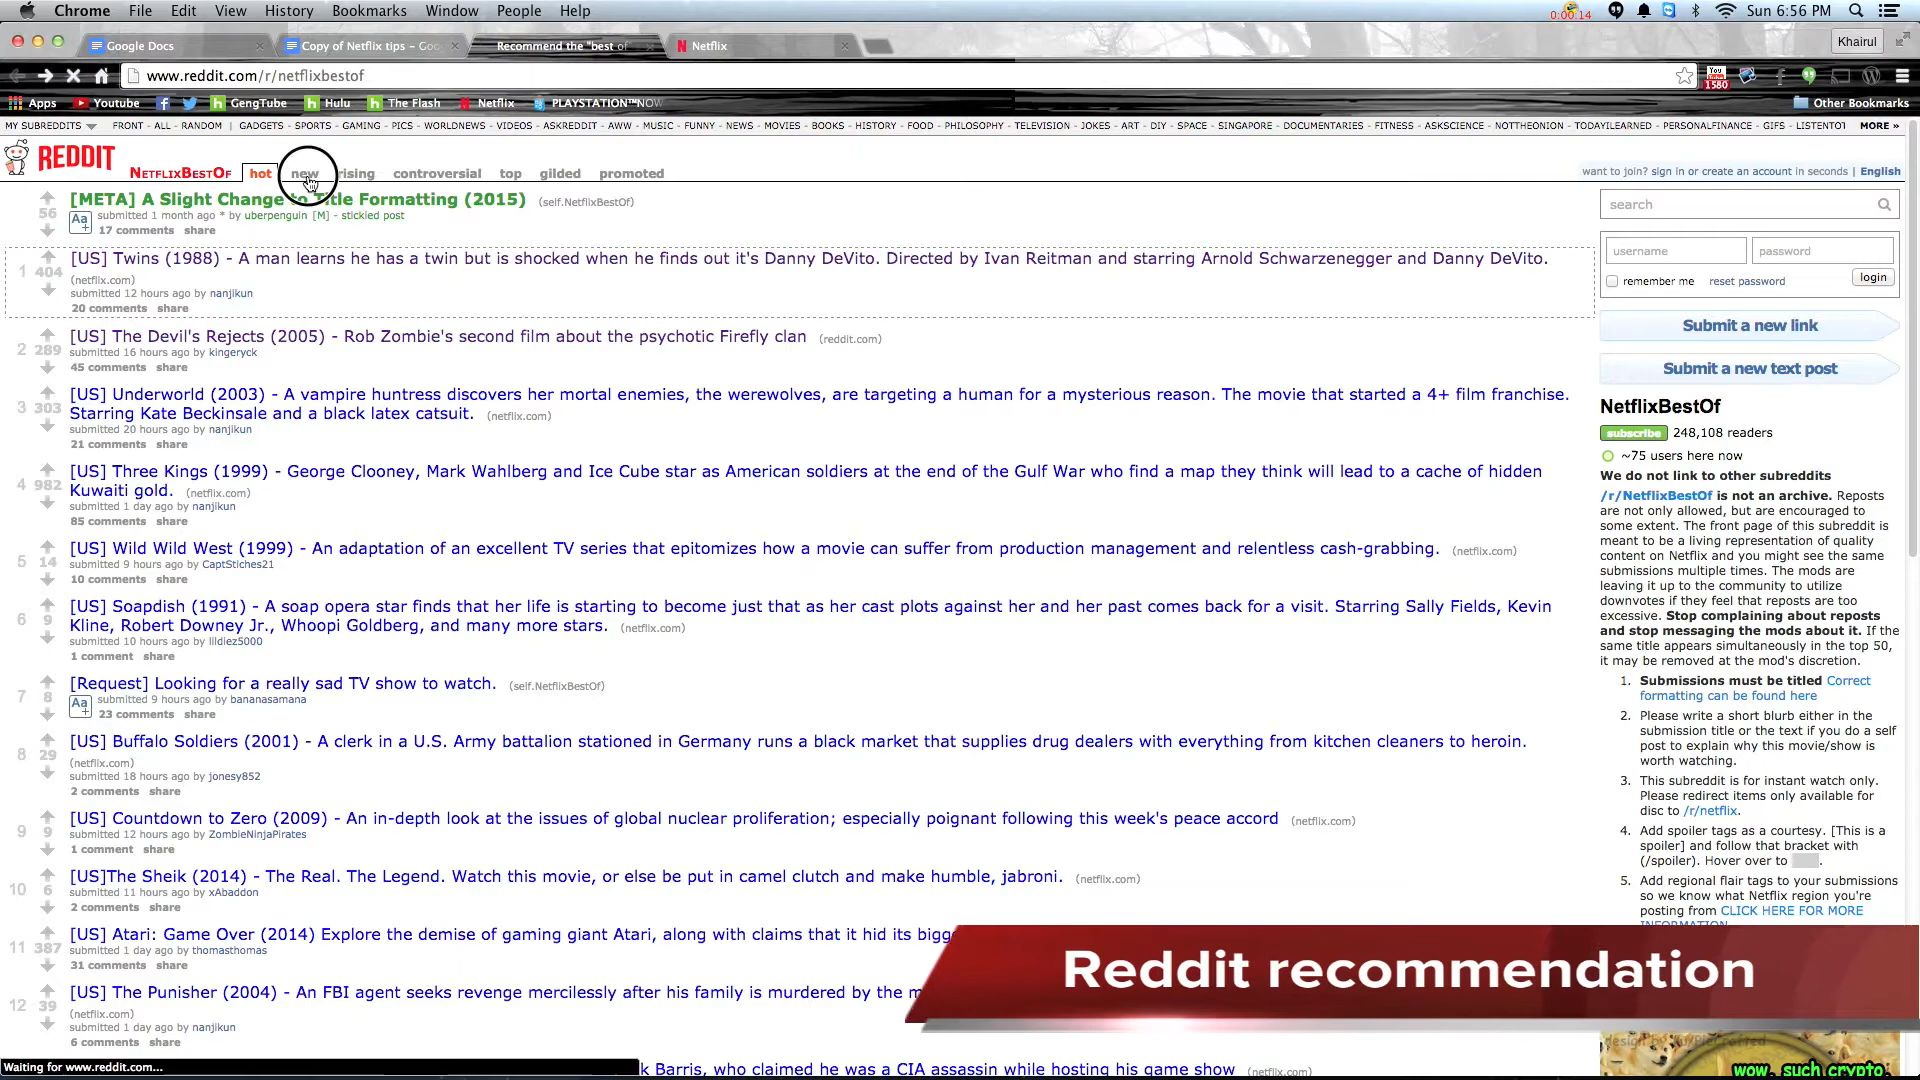 Chrome File Edit View History Bookmarks Window People Help
0:00:14 Sun 6:56 PM
Google Docs
Copy of Netflix tips - Goo
Recommend the "best of
Netflix
Khairul
www.reddit.com/r/netflixbestof
You
1580
Apps Youtube GengTube Hulu The Flash Netflix PLAYSTATION™NOW Other Bookmarks
MY SUBREDDITS FRONT - ALL - RANDOM | GADGETS - SPORTS - GAMING - PICS - WORLDNEWS - VIDEOS - ASKREDDIT - AWW - MUSIC - FUNNY - NEWS - MOVIES - BOOKS - HISTORY - FOOD - PHILOSOPHY - TELEVISION - JOKES - ART - DIY - SPACE - SINGAPORE - DOCUMENTARIES - FITNESS - ASKSCIENCE - NOTTHEONION - TODAYILEARNED - PERSONALFINANCE - GIFS - LISTENTOT MORE »
REDDIT NETFLIXBESTOF hot new rising controversial top gilded promoted
want to join? sign in or create an account in seconds | English
56
[META] A Slight Change to Title Formatting (2015) (self.NetflixBestOf)
Aa+
submitted 1 month ago * by uberpenguin [M] - stickied post
17 comments share
1 404
[US] Twins (1988) - A man learns he has a twin but is shocked when he finds out it's Danny DeVito. Directed by Ivan Reitman and starring Arnold Schwarzenegger and Danny DeVito.
(netflix.com)
submitted 12 hours ago by nanjikun
20 comments share
2 289
[US] The Devil's Rejects (2005) - Rob Zombie's second film about the psychotic Firefly clan (reddit.com)
submitted 16 hours ago by kingeryck
45 comments share
3 303
[US] Underworld (2003) - A vampire huntress discovers her mortal enemies, the werewolves, are targeting a human for a mysterious reason. The movie that started a 4+ film franchise.
Starring Kate Beckinsale and a black latex catsuit. (netflix.com)
submitted 20 hours ago by nanjikun
21 comments share
4 982
[US] Three Kings (1999) - George Clooney, Mark Wahlberg and Ice Cube star as American soldiers at the end of the Gulf War who find a map they think will lead to a cache of hidden
Kuwaiti gold. (netflix.com)
submitted 1 day ago by nanjikun
85 comments share
5 14
[US] Wild Wild West (1999) - An adaptation of an excellent TV series that epitomizes how a movie can suffer from production management and relentless cash-grabbing. (netflix.com)
submitted 9 hours ago by CaptStiches21
10 comments share
6 9
[US] Soapdish (1991) - A soap opera star finds that her life is starting to become just that as her cast plots against her and her past comes back for a visit. Starring Sally Fields, Kevin
Kline, Robert Downey Jr., Whoopi Goldberg, and many more stars. (netflix.com)
submitted 10 hours ago by lildiez5000
1 comment share
7 8
[Request] Looking for a really sad TV show to watch. (self.NetflixBestOf)
Aa+
submitted 9 hours ago by bananasamana
23 comments share
8 29
[US] Buffalo Soldiers (2001) - A clerk in a U.S. Army battalion stationed in Germany runs a black market that supplies drug dealers with everything from kitchen cleaners to heroin.
(netflix.com)
submitted 18 hours ago by jonesy852
2 comments share
9 9
[US] Countdown to Zero (2009) - An in-depth look at the issues of global nuclear proliferation; especially poignant following this week's peace accord (netflix.com)
submitted 12 hours ago by ZombieNinjaPirates
1 comment share
10 6
[US]The Sheik (2014) - The Real. The Legend. Watch this movie, or else be put in camel clutch and make humble, jabroni. (netflix.com)
submitted 11 hours ago by xAbaddon
2 comments share
11 387
[US] Atari: Game Over (2014) Explore the demise of gaming giant Atari, along with claims that it hid its bigg
submitted 1 day ago by thomasthomas
31 comments share
12 39
[US] The Punisher (2004) - An FBI agent seeks revenge mercilessly after his family is murdered by the m
(netflix.com)
submitted 1 day ago by nanjikun
6 comments share
k Barris, who claimed he was a CIA assassin while hosting his game show (netflix.com)
Waiting for www.reddit.com...
search
username password
remember me reset password login
Submit a new link
Submit a new text post
NetflixBestOf
subscribe 248,108 readers
~75 users here now
We do not link to other subreddits
/r/NetflixBestOf is not an archive. Reposts
are not only allowed, but are encouraged to
some extent. The front page of this subreddit is
meant to be a living representation of quality
content on Netflix and you might see the same
submissions multiple times. The mods are
leaving it up to the community to utilize
downvotes if they feel that reposts are too
excessive. Stop complaining about reposts
and stop messaging the mods about it. If the
same title appears simultaneously in the top 50,
it may be removed at the mod's discretion.
1. Submissions must be titled Correct
formatting can be found here
2. Please write a short blurb either in the
submission title or the text if you do a self
post to explain why this movie/show is
worth watching.
3. This subreddit is for instant watch only.
Please redirect items only available for
disc to /r/netflix.
4. Add spoiler tags as a courtesy. [This is a
spoiler] and follow that bracket with
(/spoiler). Hover over to .
5. Add regional flair tags to your submissions
so we know what Netflix region you're
posting from CLICK HERE FOR MORE
INFORMATION
Reddit recommendation
design by
wow. such crypto.